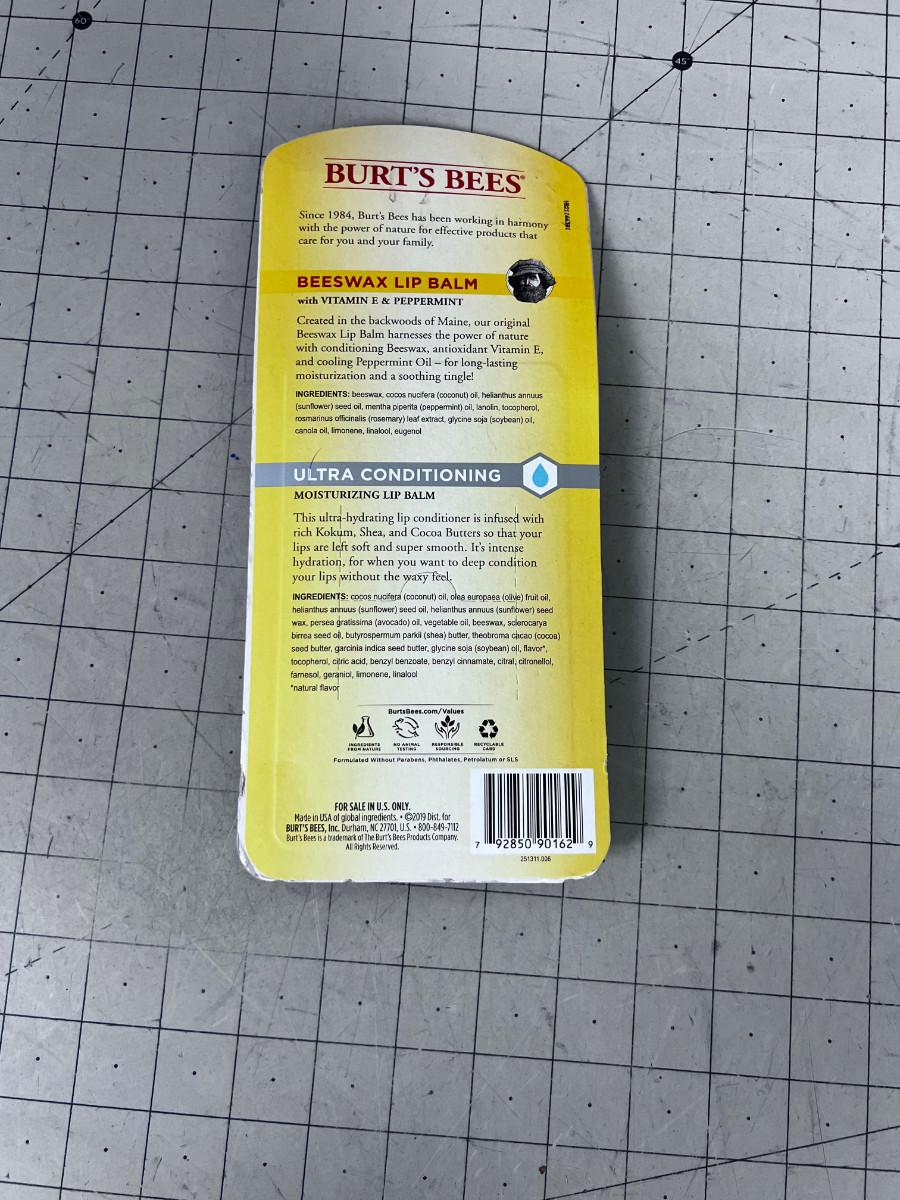 60°
45°
BURT'S BEES®
Since 1984, Burt's Bees has been working in harmony
with the power of nature for effective products that
care for you and your family.
BEESWAX LIP BALM
with VITAMIN E & PEPPERMINT
Created in the backwoods of Maine, our original
Beeswax Lip Balm harnesses the power of nature
with conditioning Beeswax, antioxidant Vitamin E,
and cooling Peppermint Oil – for long-lasting
moisturization and a soothing tingle!
INGREDIENTS: beeswax, cocos nucifera (coconut) oil, helianthus annuus
(sunflower) seed oil, mentha piperita (peppermint) oil, lanolin, tocopherol,
rosmarinus officinalis (rosemary) leaf extract, glycine soja (soybean) oil,
canola oil, limonene, linalool, eugenol
ULTRA CONDITIONING
MOISTURIZING LIP BALM
This ultra-hydrating lip conditioner is infused with
rich Kokum, Shea, and Cocoa Butters so that your
lips are left soft and super smooth. It's intense
hydration, for when you want to deep condition
your lips without the waxy feel.
INGREDIENTS: cocos nucifera (coconut) oil, olea europaea (olive) fruit oil,
helianthus annuus (sunflower) seed oil, helianthus annuus (sunflower) seed
wax, persea gratissima (avocado) oil, vegetable oil, beeswax, sclerocarya
birrea seed oil, butyrospermum parkii (shea) butter, theobroma cacao (cocoa)
seed butter, garcinia indica seed butter, glycine soja (soybean) oil, flavor*,
tocopherol, citric acid, benzyl benzoate, benzyl cinnamate, citral, citronellol,
farnesol, geraniol, limonene, linalool
*natural flavor
BurtsBees.com/Values
INGREDIENTS FROM NATURE
NO ANIMAL TESTING
RESPONSIBLE SOURCING
RECYCLABLE CARD
Formulated Without Parabens, Phthalates, Petrolatum or SLS
FOR SALE IN U.S. ONLY.
Made in USA of global ingredients. • ©2019 Dist. for
BURT'S BEES, Inc. Durham, NC 27701, U.S. • 800-849-7112
Burt's Bees is a trademark of The Burt's Bees Products Company.
All Rights Reserved.
7 92850 90162 9
251311.006